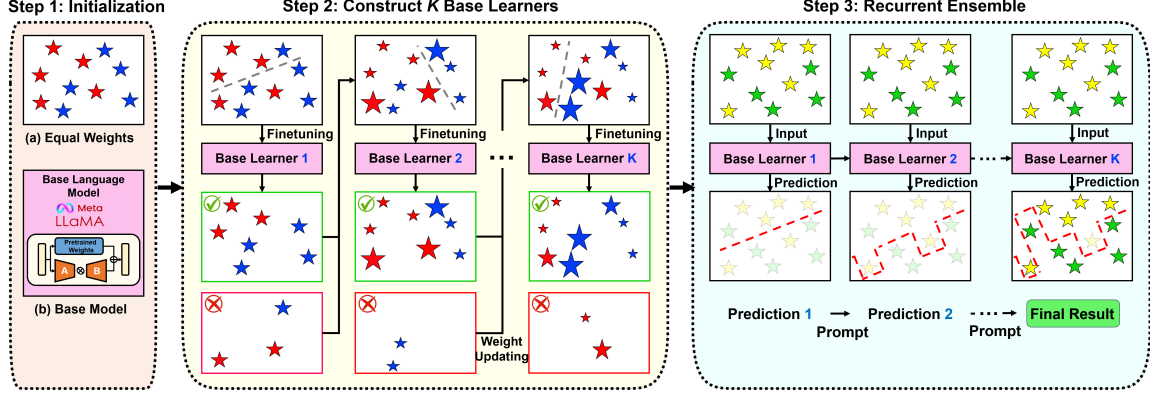 Step 1: Initialization
(a) Equal Weights
Base Language
Model
Meta
LLaMA
Pretrained
Weights
A
B
(b) Base Model
Step 2: Construct K Base Learners
Finetuning
Finetuning
Finetuning
Base Learner 1
Base Learner 2
...
Base Learner K
Weight
Updating
Step 3: Recurrent Ensemble
Input
Input
Input
Base Learner 1
Base Learner 2
Base Learner K
Prediction
Prediction
Prediction
Prediction 1
Prompt
Prediction 2
Prompt
Final Result